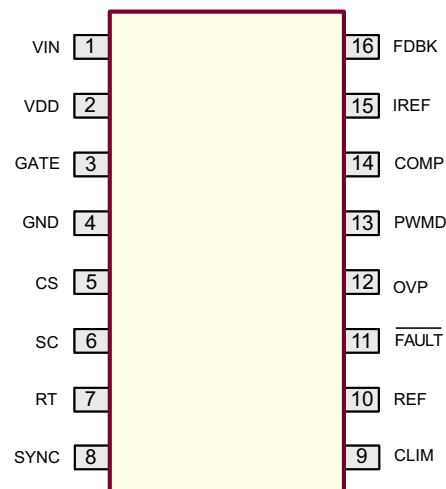 VIN 1 16 FDBK
VDD 2 15 IREF
GATE 3 14 COMP
GND 4 13 PWMD
CS 5 12 OVP
SC 6 11 FAULT
RT 7 10 REF
SYNC 8 9 CLIM